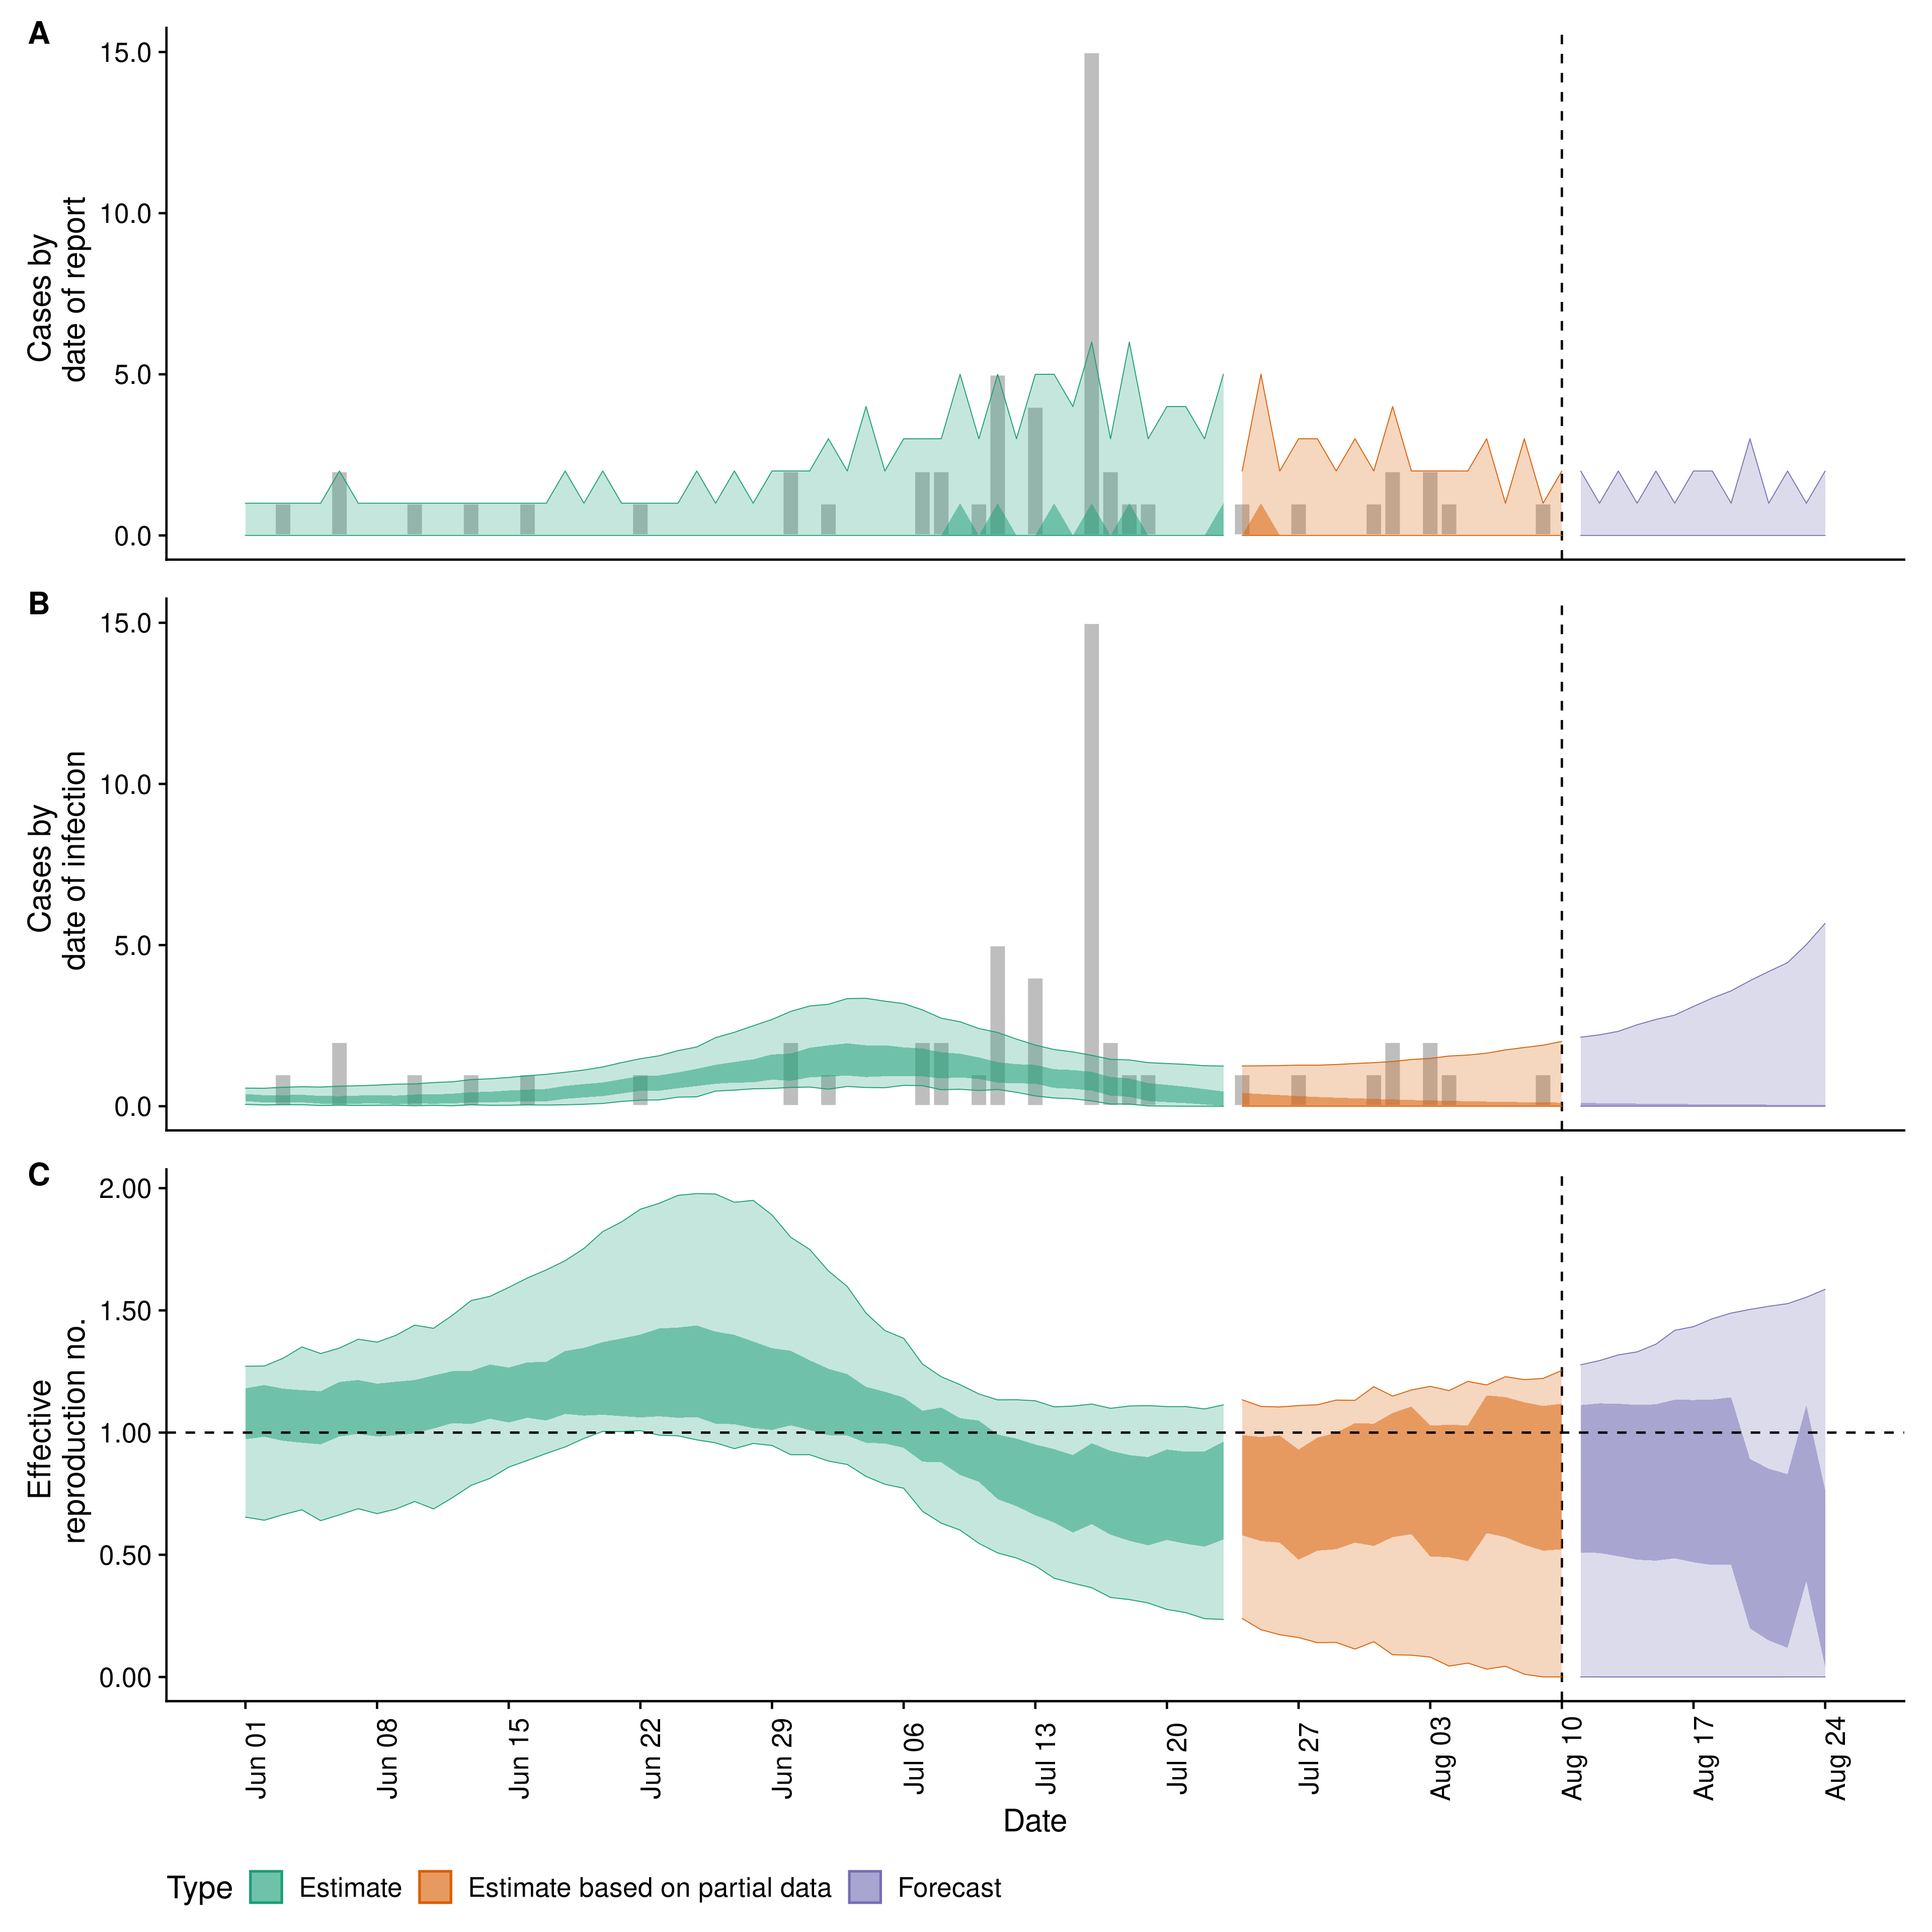 A
15.0
10.0
5.0
0.0
Cases by
date of report
B
15.0
10.0
5.0
0.0
Cases by
date of infection
C
2.00
1.50
1.00
0.50
0.00
Effective
reproduction no.
Jun 01
Jun 08
Jun 15
Jun 22
Jun 29
Jul 06
Jul 13
Jul 20
Jul 27
Aug 03
Aug 10
Aug 17
Aug 24
Date
Type Estimate Estimate based on partial data Forecast